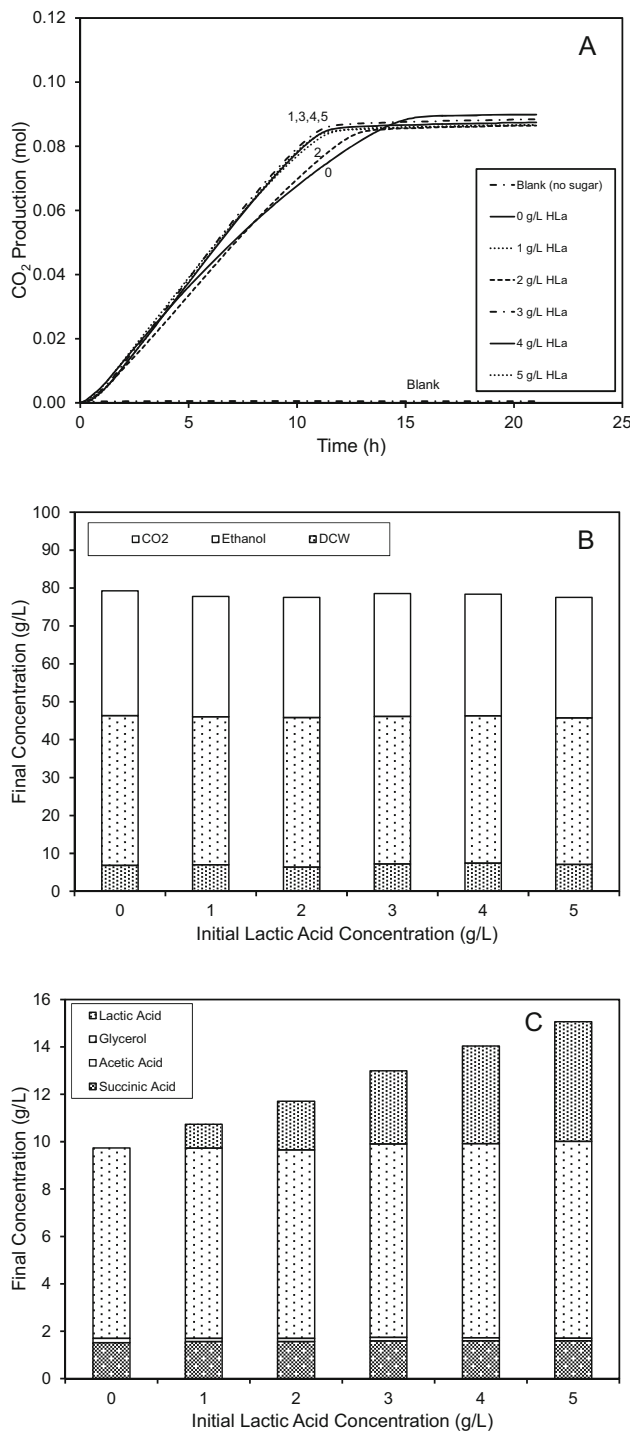 A
0.12
0.10
0.08
0.06
0.04
0.02
0.00
CO2 Production (mol)
1,3,4,5
2
0
Blank (no sugar)
0 g/L HLa
1 g/L HLa
2 g/L HLa
3 g/L HLa
4 g/L HLa
5 g/L HLa
Blank
0 5 10 15 20 25
Time (h)
B
CO2 Ethanol DCW
100
90
80
70
60
50
40
30
20
10
0
Final Concentration (g/L)
0 1 2 3 4 5
Initial Lactic Acid Concentration (g/L)
C
Lactic Acid
Glycerol
Acetic Acid
Succinic Acid
16
14
12
10
8
6
4
2
0
Final Concentration (g/L)
0 1 2 3 4 5
Initial Lactic Acid Concentration (g/L)